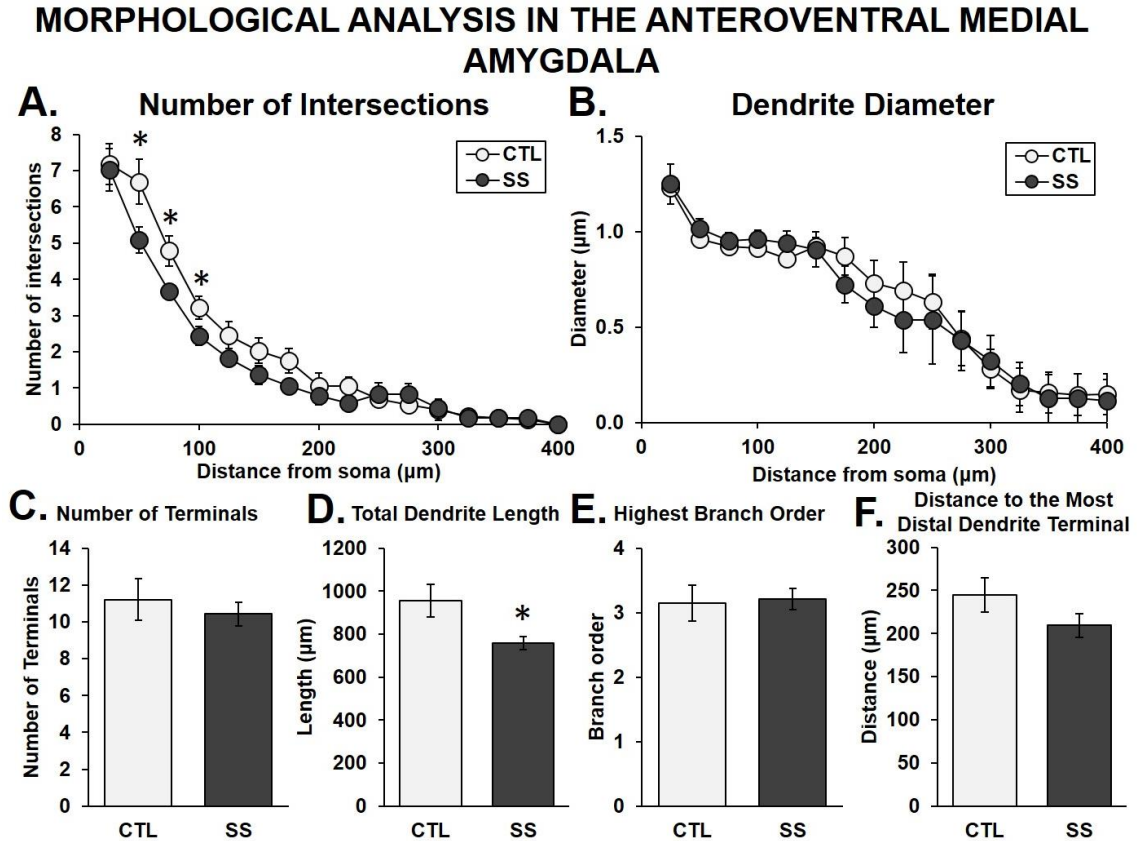 MORPHOLOGICAL ANALYSIS IN THE ANTEROVENTRAL MEDIAL
AMYGDALA
A. Number of Intersections
8
7
6
5
4
3
2
1
0
Number of intersections
*
*
*
CTL
SS
0 100 200 300 400
Distance from soma (µm)
B. Dendrite Diameter
1.5
1.0
0.5
0.0
Diameter (µm)
CTL
SS
0 100 200 300 400
Distance from soma (µm)
C. Number of Terminals
14
12
10
8
6
4
2
0
Number of Terminals
CTL SS
D. Total Dendrite Length
1200
1000
800
600
400
200
0
Length (µm)
*
CTL SS
E. Highest Branch Order
4
3
2
1
0
Branch order
CTL SS
F. Distance to the Most
Distal Dendrite Terminal
300
250
200
150
100
50
0
Distance (µm)
CTL SS